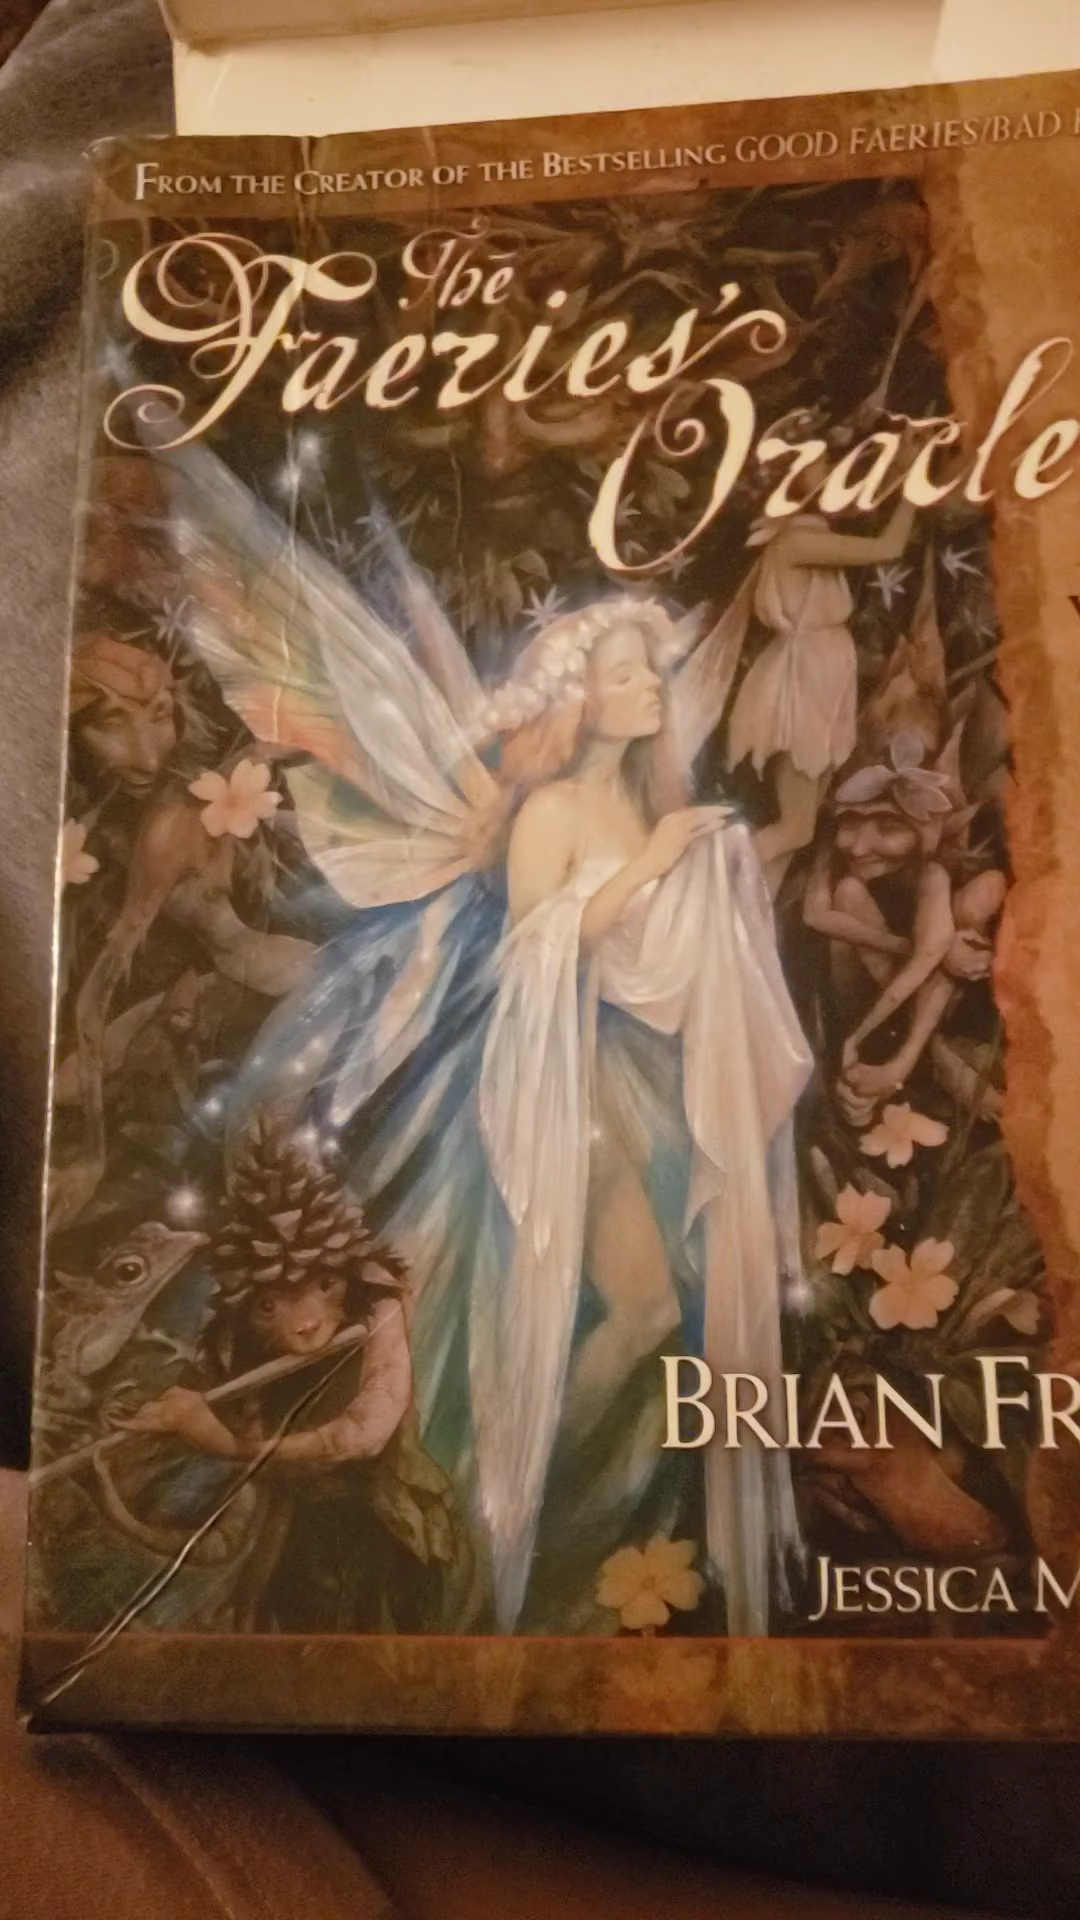 FROM THE CREATOR OF THE BESTSELLING GOOD FAERIES/BAD
The
Faeries'
Oracle
BRIAN FR
JESSICA M